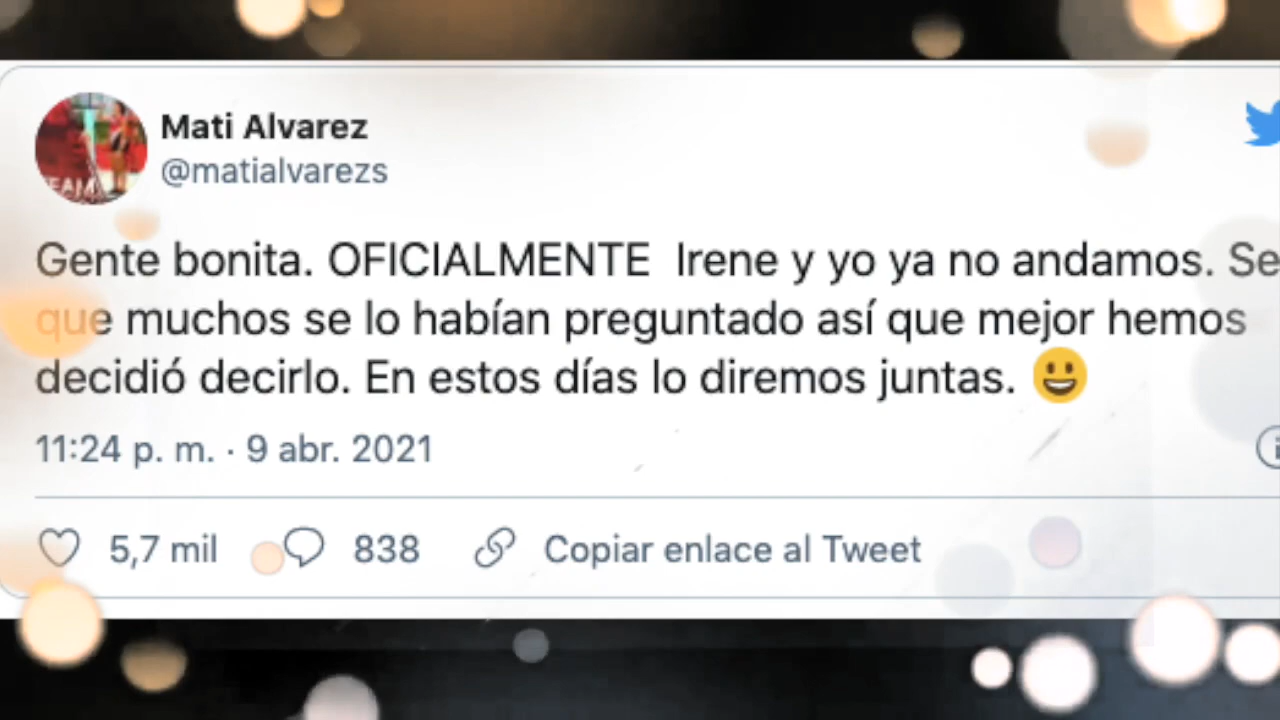 Mati Alvarez
@matialvarezs
Gente bonita. OFICIALMENTE Irene y yo ya no andamos. Se
que muchos se lo habían preguntado así que mejor hemos
decidió decirlo. En estos días lo diremos juntas. 😀
11:24 p. m. · 9 abr. 2021
5,7 mil 838 Copiar enlace al Tweet